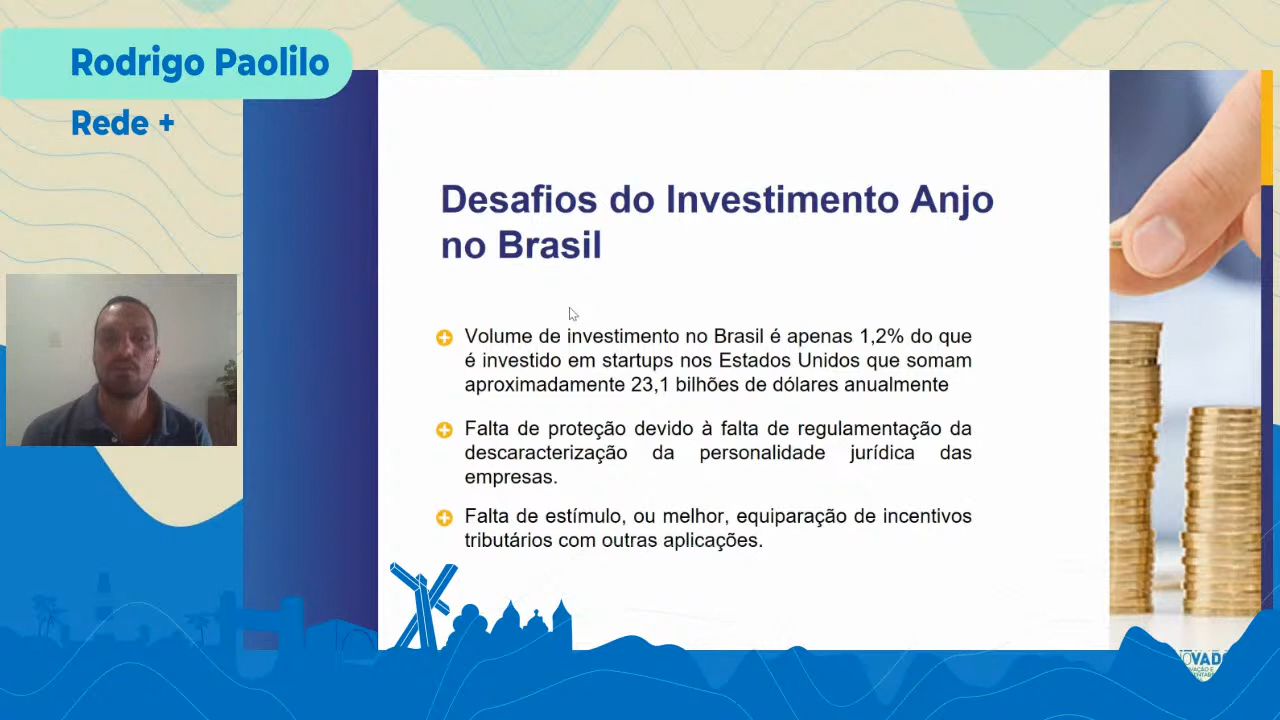 Rodrigo Paolilo
Rede +
Desafios do Investimento Anjo
no Brasil
Volume de investimento no Brasil é apenas 1,2% do que
é investido em startups nos Estados Unidos que somam
aproximadamente 23,1 bilhões de dólares anualmente
Falta de proteção devido à falta de regulamentação da
descaracterização da personalidade jurídica das
empresas.
Falta de estímulo, ou melhor, equiparação de incentivos
tributários com outras aplicações.